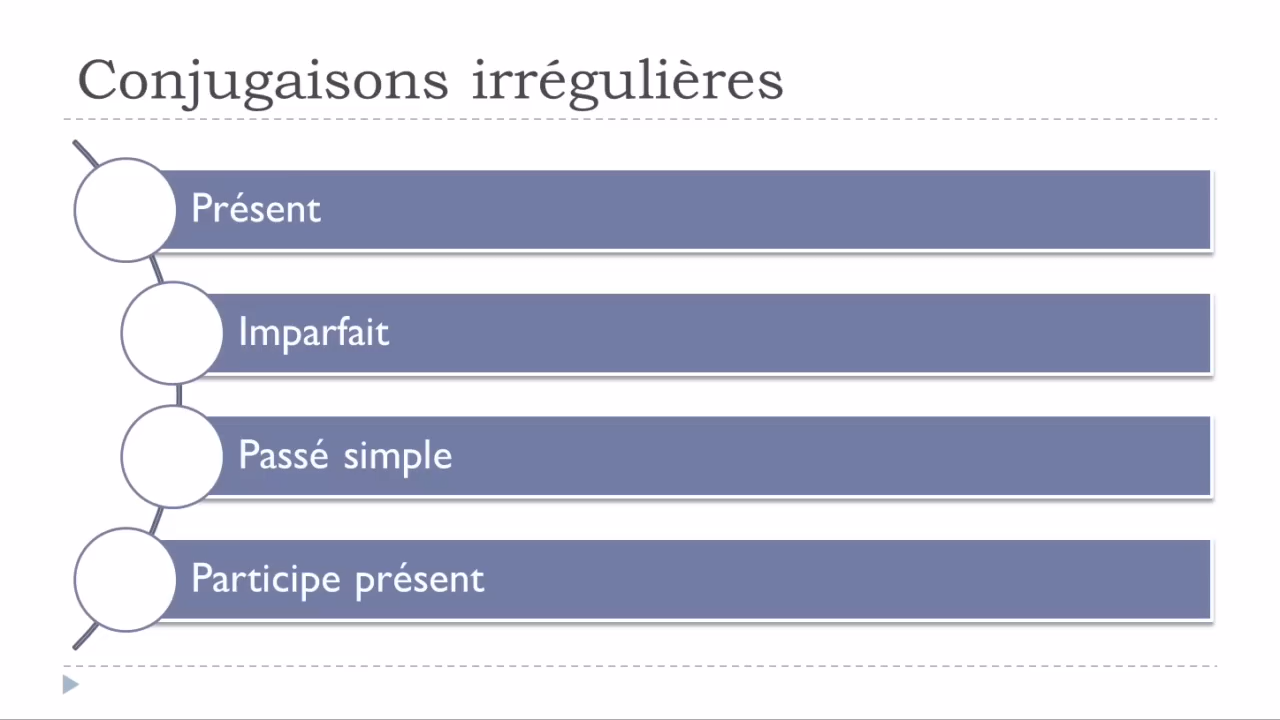 Conjugaisons irrégulières
Présent
Imparfait
Passé simple
Participe présent